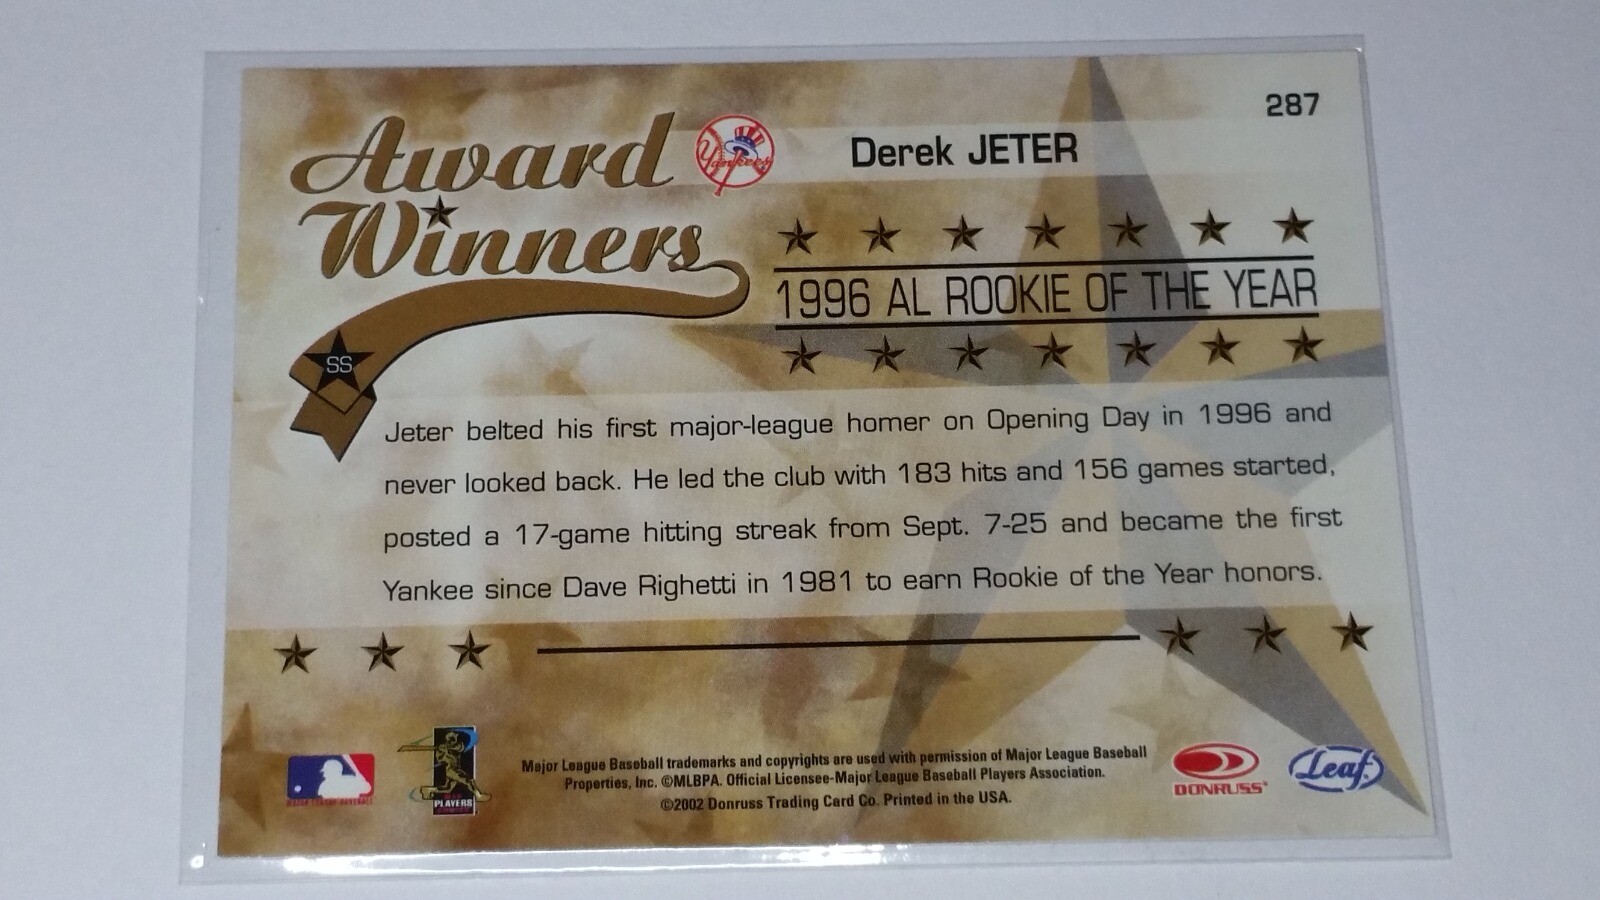 287
Award
Winners
Yankees
Derek JETER
1996 AL ROOKIE OF THE YEAR
SS
Jeter belted his first major-league homer on Opening Day in 1996 and
never looked back. He led the club with 183 hits and 156 games started,
posted a 17-game hitting streak from Sept. 7-25 and became the first
Yankee since Dave Righetti in 1981 to earn Rookie of the Year honors.
MAJOR LEAGUE BASEBALL
PLAYERS
Major League Baseball trademarks and copyrights are used with permission of Major League Baseball
Properties, Inc. ©MLBPA. Official Licensee-Major League Baseball Players Association.
©2002 Donruss Trading Card Co. Printed in the USA.
DONRUSS
Leaf